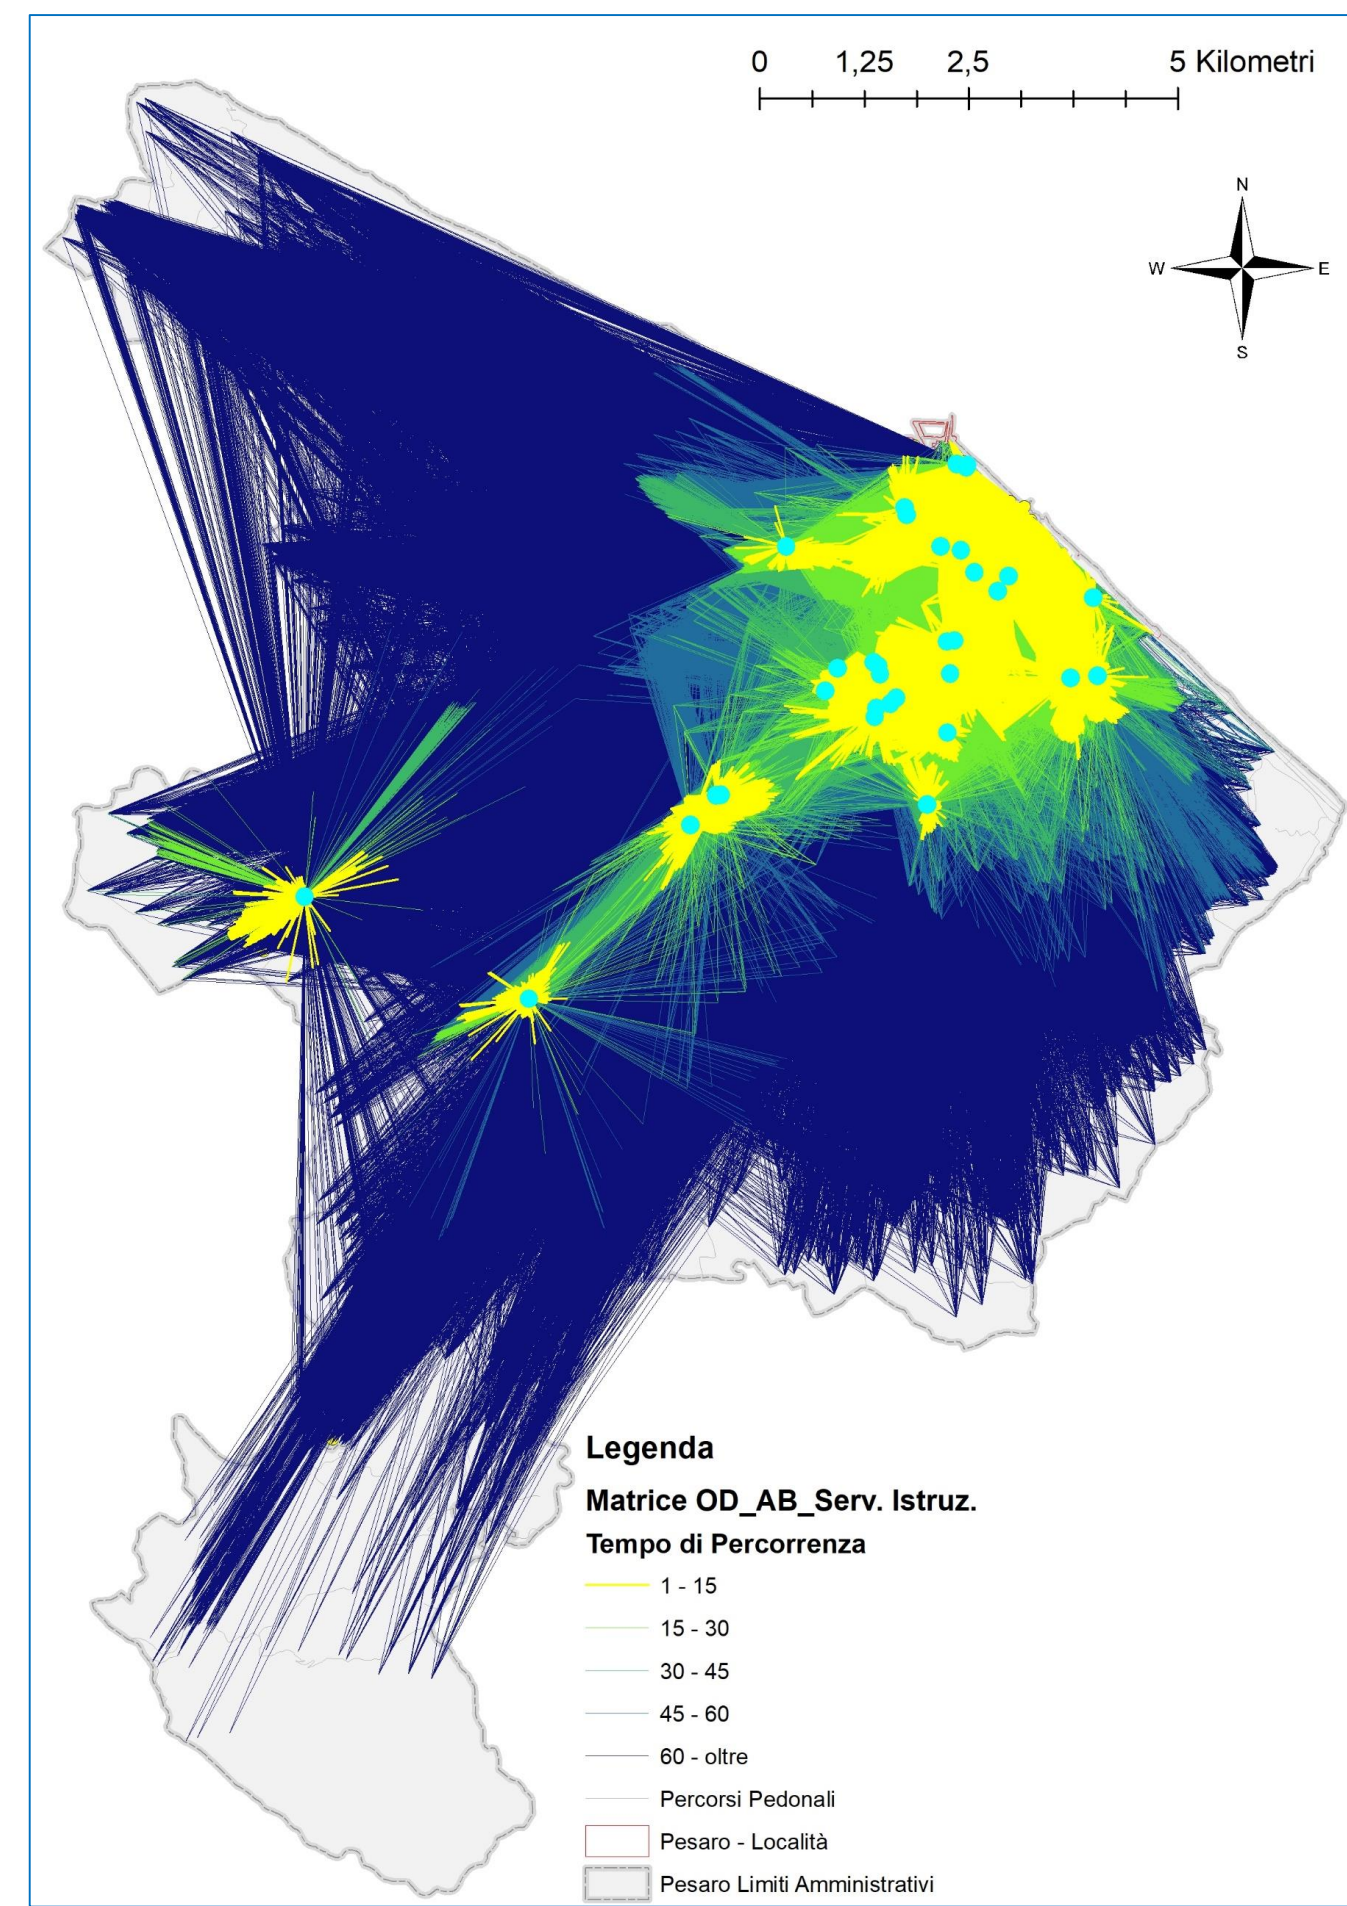 0 1,25 2,5 5 Kilometri
N
W E
S
Legenda
Matrice OD_AB_Serv. Istruz.
Tempo di Percorrenza
1 - 15
15 - 30
30 - 45
45 - 60
60 - oltre
Percorsi Pedonali
Pesaro - Località
Pesaro Limiti Amministrativi